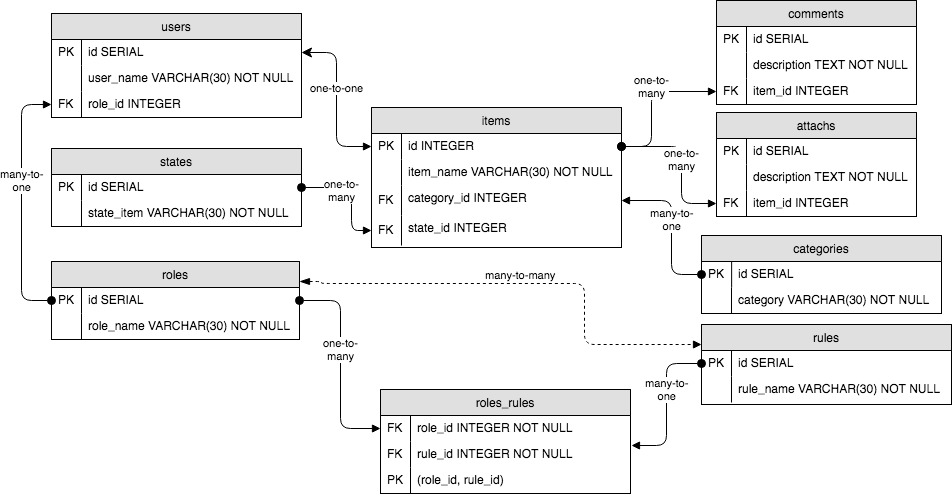 users
PK id SERIAL
user_name VARCHAR(30) NOT NULL
FK role_id INTEGER
states
PK id SERIAL
state_item VARCHAR(30) NOT NULL
roles
PK id SERIAL
role_name VARCHAR(30) NOT NULL
many-to-
one
one-to-one
one-to-
many
items
PK id INTEGER
item_name VARCHAR(30) NOT NULL
FK category_id INTEGER
FK state_id INTEGER
one-to-
many
one-to-
many
many-to-
one
comments
PK id SERIAL
description TEXT NOT NULL
FK item_id INTEGER
attachs
PK id SERIAL
description TEXT NOT NULL
FK item_id INTEGER
categories
PK id SERIAL
category VARCHAR(30) NOT NULL
many-to-many
rules
PK id SERIAL
rule_name VARCHAR(30) NOT NULL
one-to-
many
many-to-
one
roles_rules
FK role_id INTEGER NOT NULL
FK rule_id INTEGER NOT NULL
PK (role_id, rule_id)